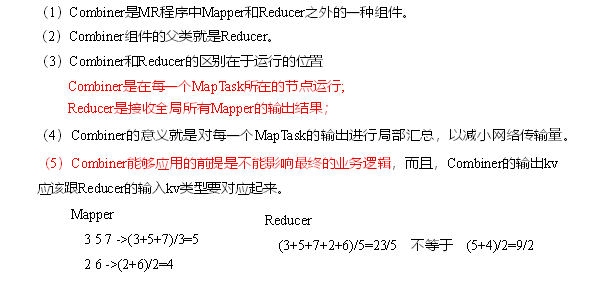 （1）Combiner是MR程序中Mapper和Reducer之外的一种组件。
（2）Combiner组件的父类就是Reducer。
（3）Combiner和Reducer的区别在于运行的位置
Combiner是在每一个MapTask所在的节点运行;
Reducer是接收全局所有Mapper的输出结果；
（4）Combiner的意义就是对每一个MapTask的输出进行局部汇总，以减小网络传输量。
（5）Combiner能够应用的前提是不能影响最终的业务逻辑，而且，Combiner的输出kv
应该跟Reducer的输入kv类型要对应起来。
Mapper
3 5 7 ->(3+5+7)/3=5
2 6 ->(2+6)/2=4
Reducer
(3+5+7+2+6)/5=23/5 不等于 (5+4)/2=9/2